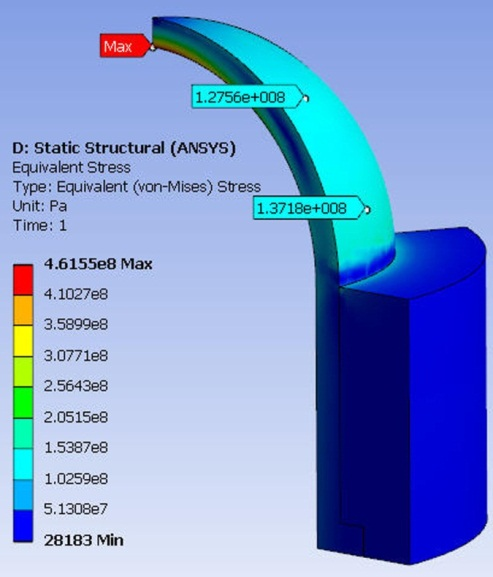 Max
1.2756e+008
D: Static Structural (ANSYS)
Equivalent Stress
Type: Equivalent (von-Mises) Stress
Unit: Pa
Time: 1
1.3718e+008
4.6155e8 Max
4.1027e8
3.5899e8
3.0771e8
2.5643e8
2.0515e8
1.5387e8
1.0259e8
5.1308e7
28183 Min